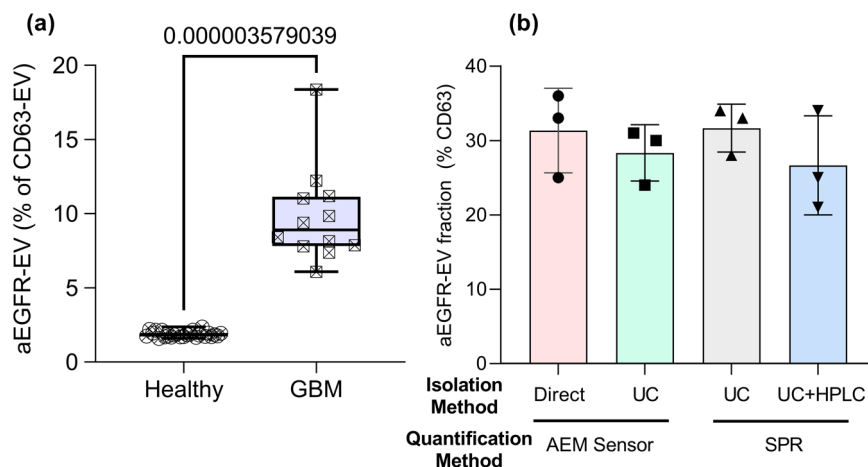 (a)
0.000003579039
aEGFR-EV (% of CD63-EV)
20
15
10
5
0
Healthy
GBM
(b)
aEGFR-EV fraction (% CD63)
40
30
20
10
0
Isolation Method
Direct
UC
UC
UC+HPLC
Quantification Method
AEM Sensor
SPR